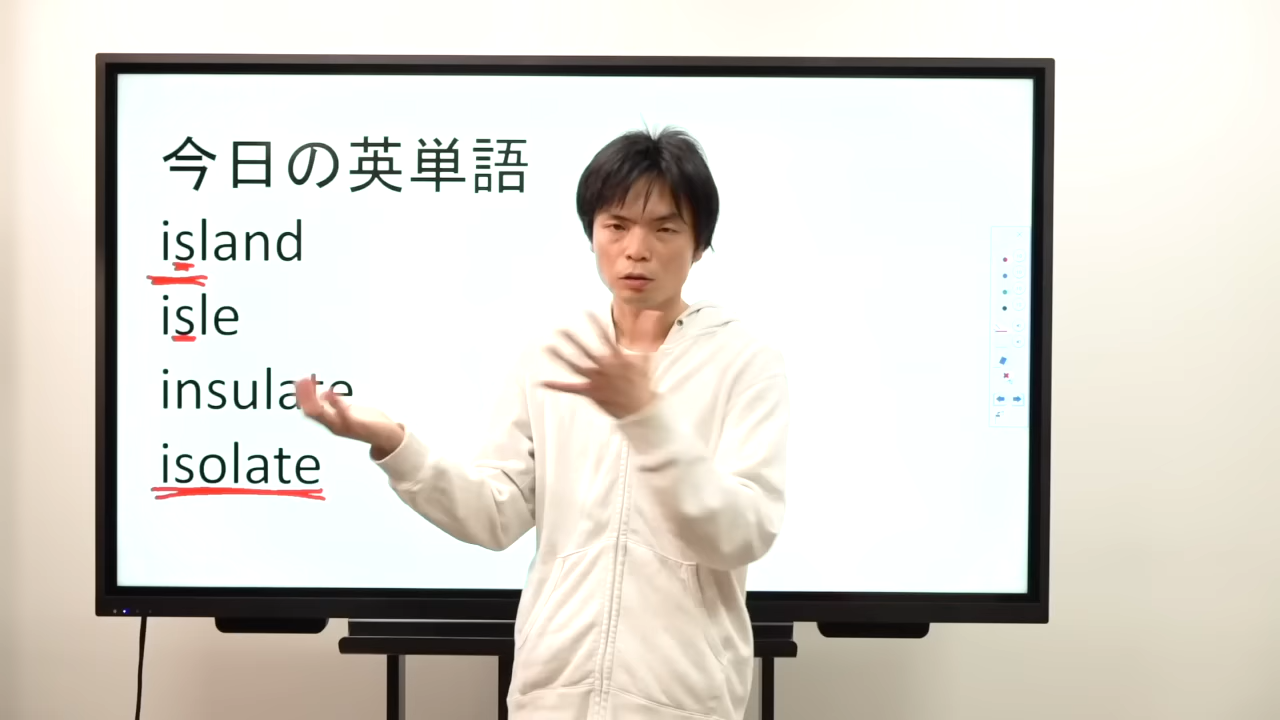 今日の英単語
island
isle
insulate
isolate